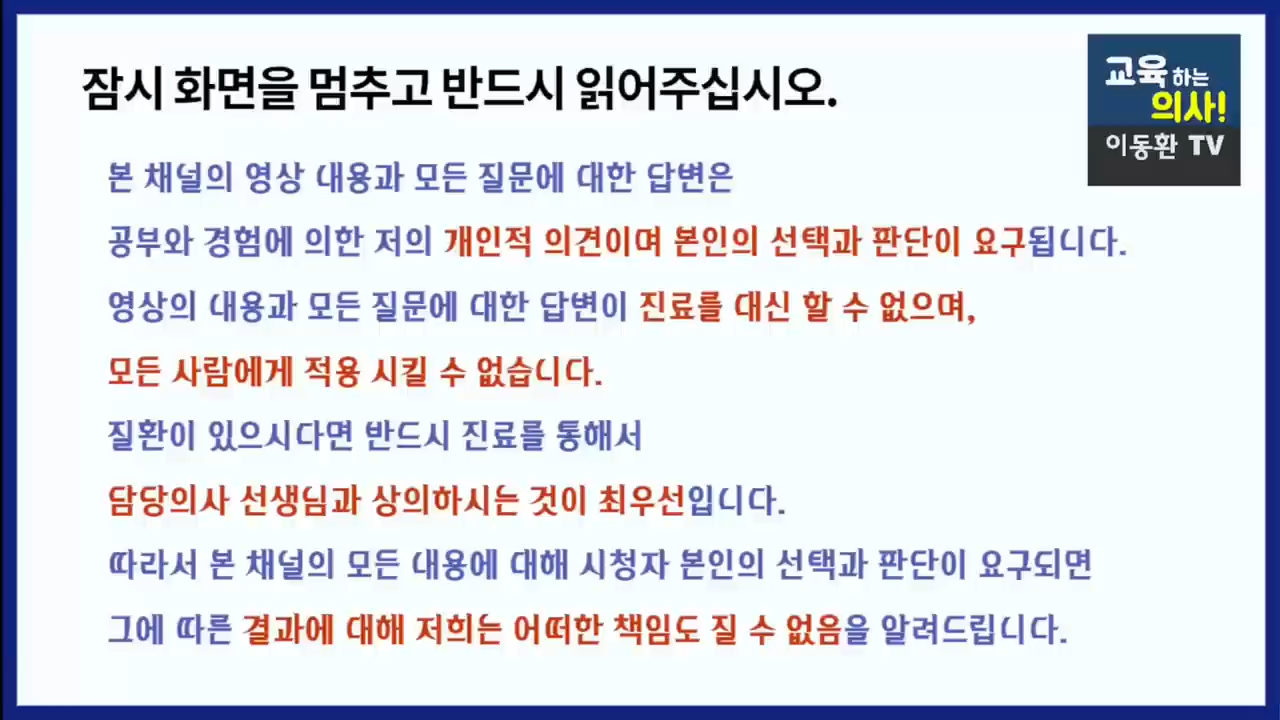 잠시 화면을 멈추고 반드시 읽어주십시오.
교육하는
의사!
이동환 TV
본 채널의 영상 내용과 모든 질문에 대한 답변은
공부와 경험에 의한 저의 개인적 의견이며 본인의 선택과 판단이 요구됩니다.
영상의 내용과 모든 질문에 대한 답변이 진료를 대신 할 수 없으며,
모든 사람에게 적용 시킬 수 없습니다.
질환이 있으시다면 반드시 진료를 통해서
담당의사 선생님과 상의하시는 것이 최우선입니다.
따라서 본 채널의 모든 내용에 대해 시청자 본인의 선택과 판단이 요구되면
그에 따른 결과에 대해 저희는 어떠한 책임도 질 수 없음을 알려드립니다.